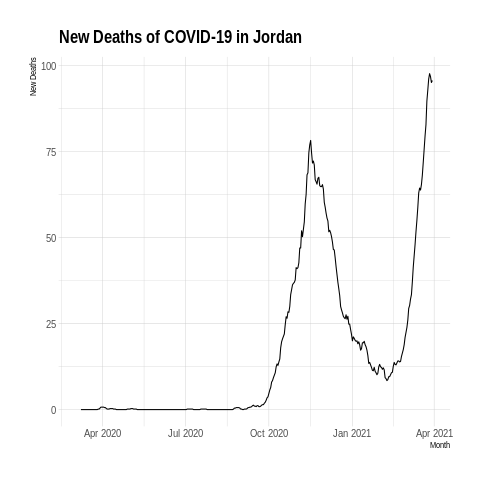 New Deaths of COVID-19 in Jordan
New Deaths
100
75
50
25
0
Apr 2020
Jul 2020
Oct 2020
Jan 2021
Apr 2021
Month